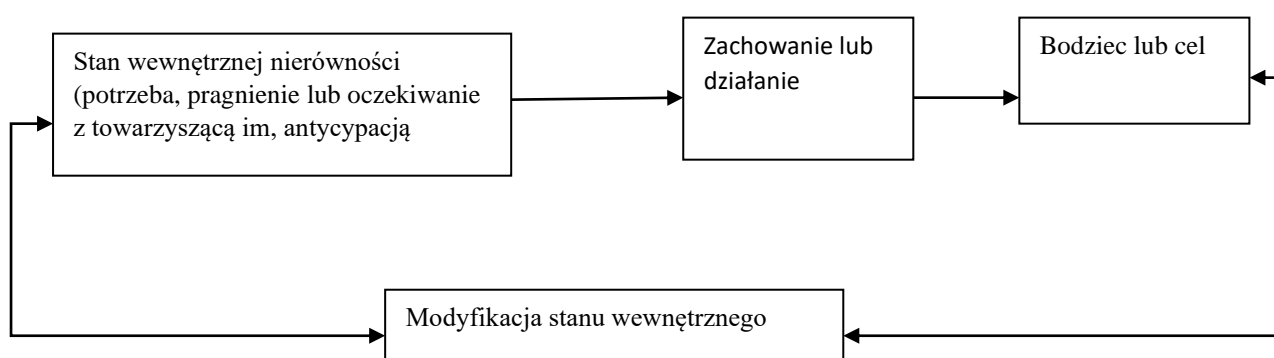 Stan wewnętrznej nierówności
(potrzeba, pragnienie lub oczekiwanie
z towarzyszącą im, antycypacją
Zachowanie lub
działanie
Bodziec lub cel
Modyfikacja stanu wewnętrznego